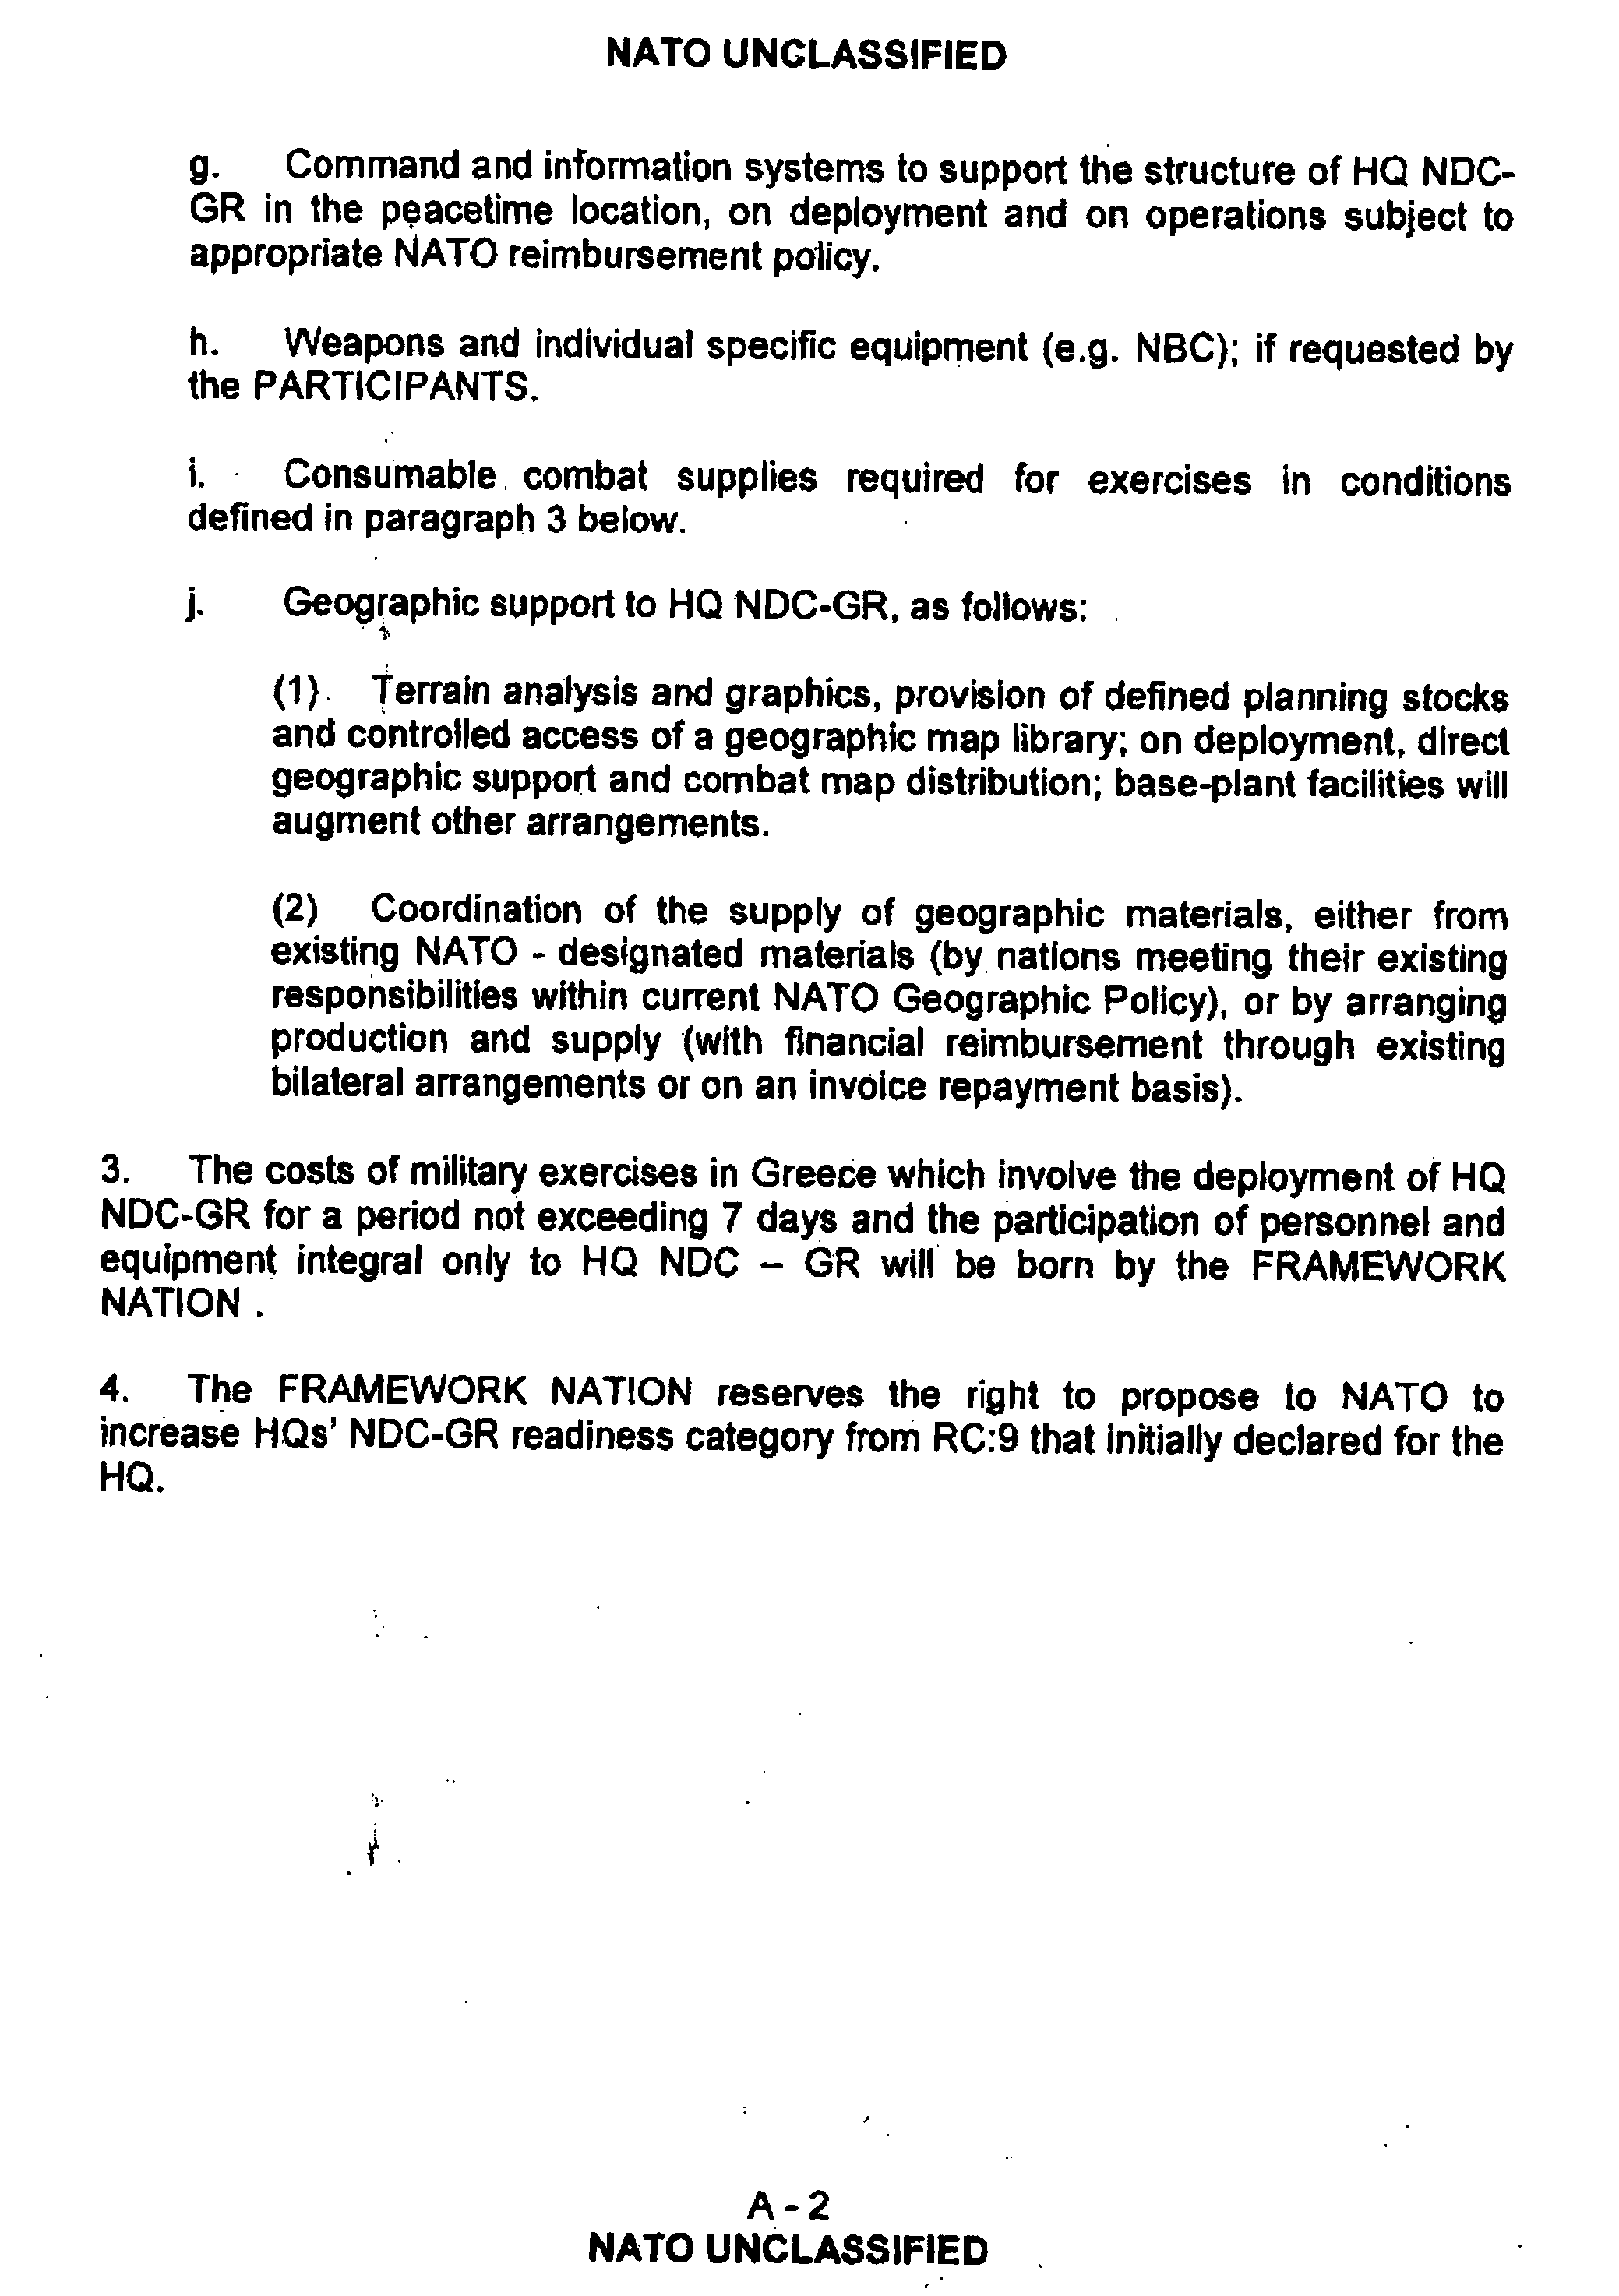 NATO UNCLASSIFIED
g. Command and information systems to support the structure of HQ NDC-
GR in the peacetime location, on deployment and on operations subject to
appropriate NATO reimbursement policy.
h. Weapons and individual specific equipment (e.g. NBC); if requested by
the PARTICIPANTS.
i. Consumable combat supplies required for exercises in conditions
defined in paragraph 3 below.
j. Geographic support to HQ NDC-GR, as follows:
(1) Terrain analysis and graphics, provision of defined planning stocks
and controlled access of a geographic map library; on deployment, direct
geographic support and combat map distribution; base-plant facilities will
augment other arrangements.
(2) Coordination of the supply of geographic materials, either from
existing NATO - designated materials (by nations meeting their existing
responsibilities within current NATO Geographic Policy), or by arranging
production and supply (with financial reimbursement through existing
bilateral arrangements or on an invoice repayment basis).
3. The costs of military exercises in Greece which involve the deployment of HQ
NDC-GR for a period not exceeding 7 days and the participation of personnel and
equipment integral only to HQ NDC – GR will be born by the FRAMEWORK
NATION .
4. The FRAMEWORK NATION reserves the right to propose to NATO to
increase HQs' NDC-GR readiness category from RC:9 that initially declared for the
HQ.
A - 2
NATO UNCLASSIFIED